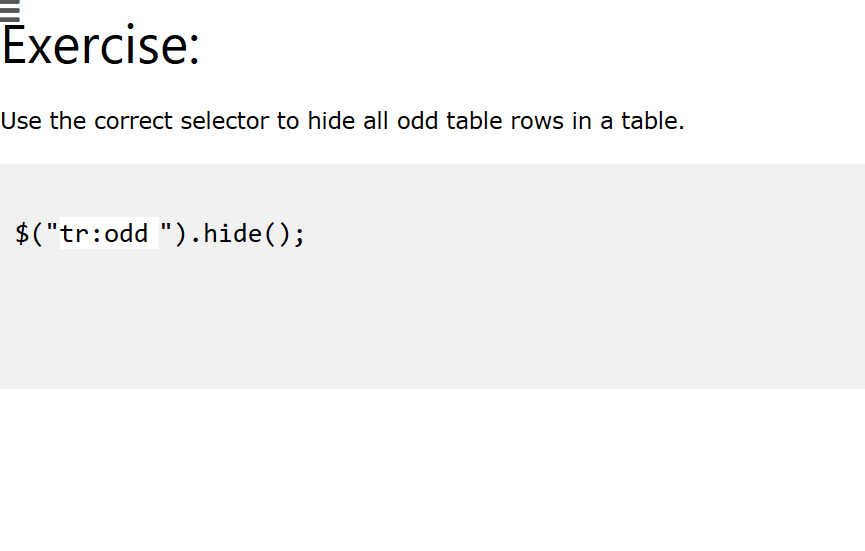 Exercise:
Use the correct selector to hide all odd table rows in a table.
$("tr:odd ").hide();